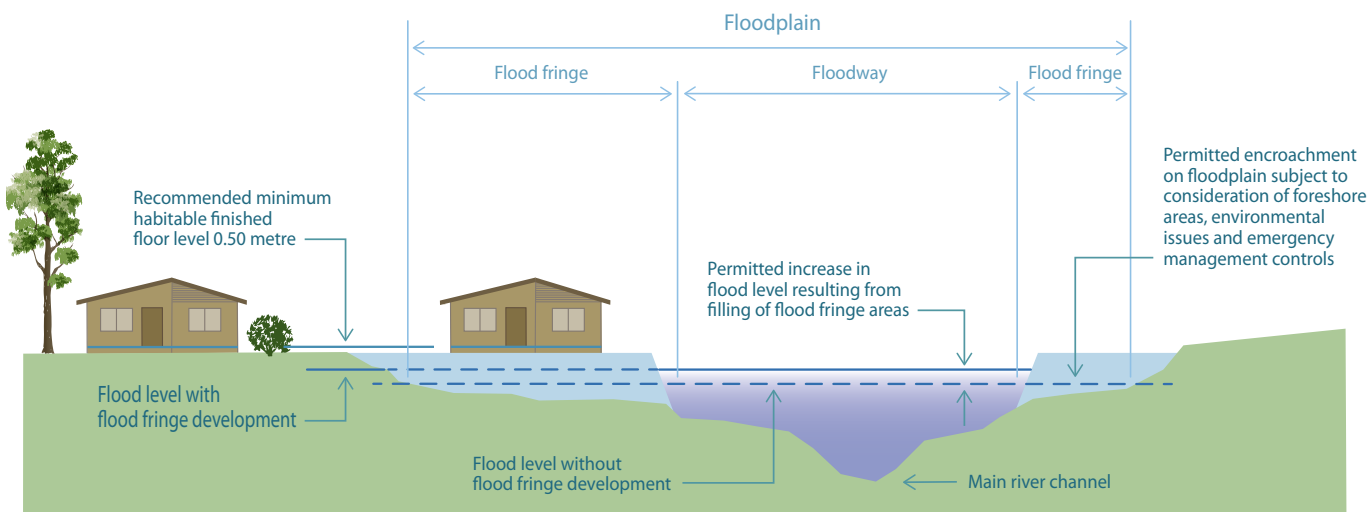 Floodplain
Flood fringe
Floodway
Flood fringe
Recommended minimum
habitable finished
floor level 0.50 metre
Permitted encroachment
on floodplain subject to
consideration of foreshore
areas, environmental
issues and emergency
management controls
Permitted increase in
flood level resulting from
filling of flood fringe areas
Flood level with
flood fringe development
Flood level without
flood fringe development
Main river channel